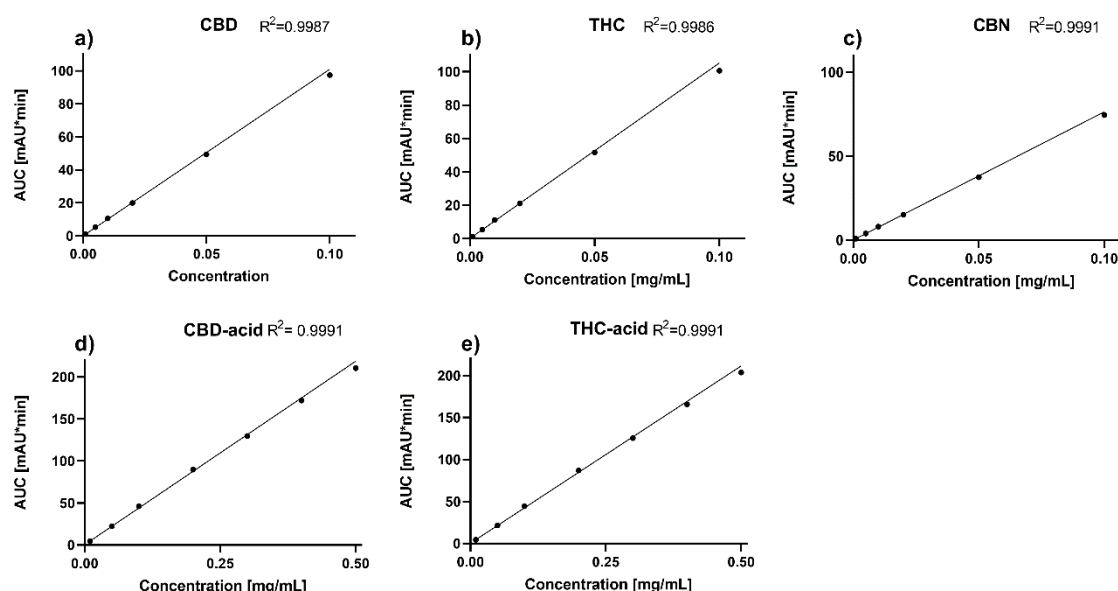 a)
CBD R²=0.9987
AUC [mAU*min]
100
80
60
40
20
0
0.00 0.05 0.10
Concentration
b)
THC R²=0.9986
AUC [mAU*min]
100
80
60
40
20
0
0.00 0.05 0.10
Concentration [mg/mL]
c)
CBN R²=0.9991
AUC [mAU*min]
100
50
0
0.00 0.05 0.10
Concentration [mg/mL]
d)
CBD-acid R²= 0.9991
AUC [mAU*min]
200
150
100
50
0
0.00 0.25 0.50
Concentration [mg/mL]
e)
THC-acid R²=0.9991
AUC [mAU*min]
200
150
100
50
0
0.00 0.25 0.50
Concentration [mg/mL]